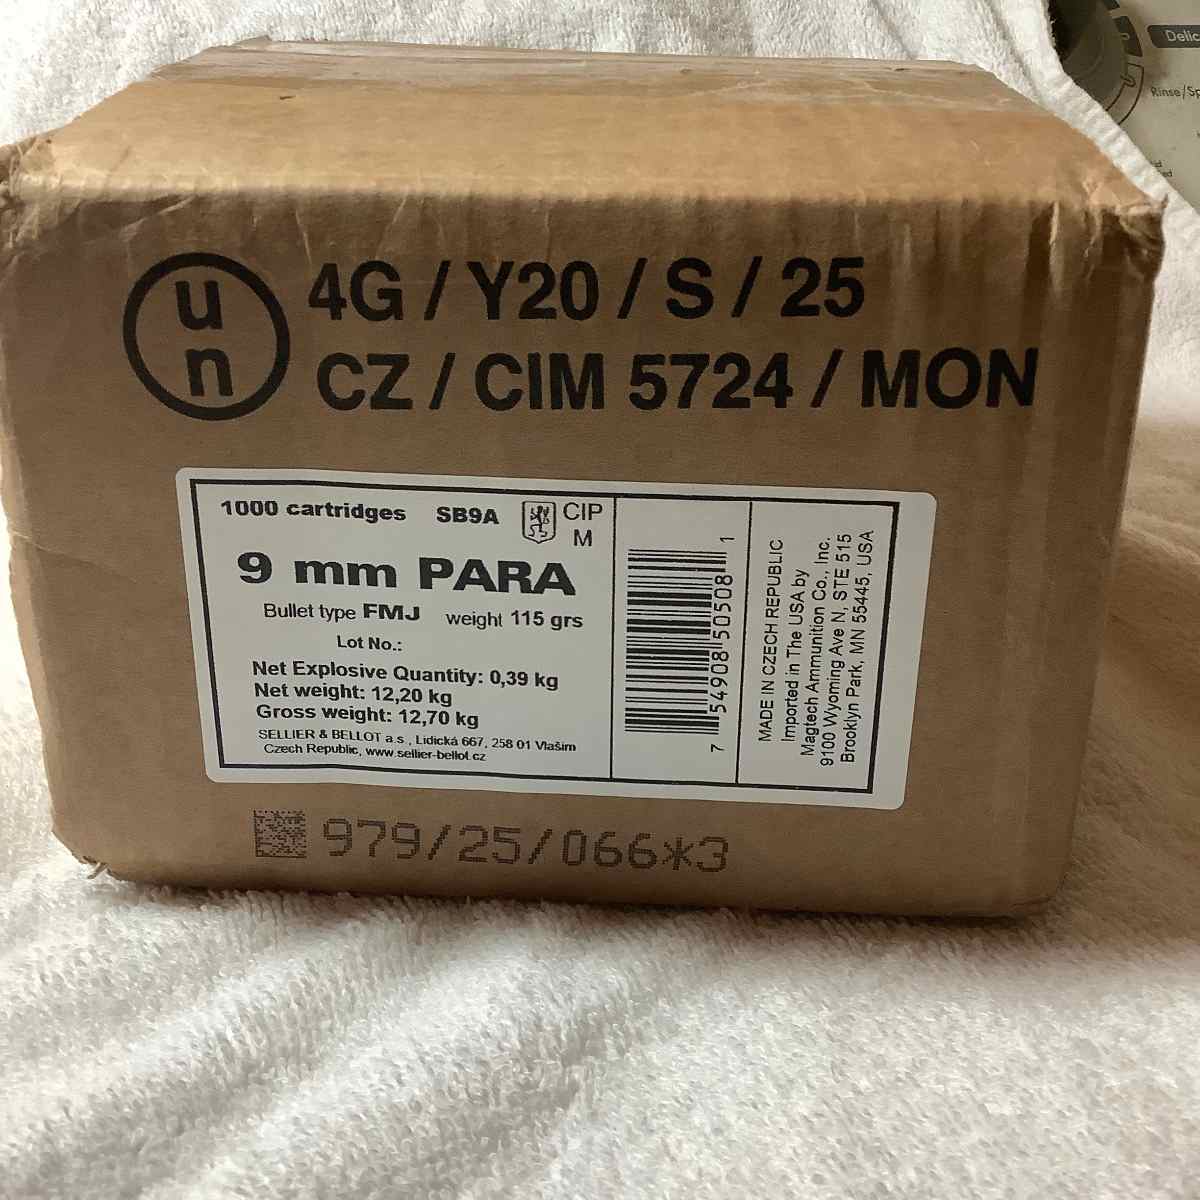 Delic
Rinse/Sp
un
4G / Y20 / S / 25
CZ / CIM 5724 / MON
1000 cartridges SB9A CIP
M
9 mm PARA
Bullet type FMJ weight 115 grs
Lot No.:
Net Explosive Quantity: 0,39 kg
Net weight: 12,20 kg
Gross weight: 12,70 kg
SELLIER & BELLOT a.s., Lidická 667, 258 01 Vlašim
Czech Republic, www.sellier-bellot.cz
7 54908 50508 1
MADE IN CZECH REPUBLIC
Imported in The USA by
Magtech Ammunition Co., Inc.
9100 Wyoming Ave N, STE 515
Brooklyn Park, MN 55445, USA
979/25/066*3